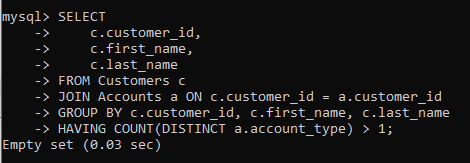 mysql> SELECT
    ->     c.customer_id,
    ->     c.first_name,
    ->     c.last_name
    -> FROM Customers c
    -> JOIN Accounts a ON c.customer_id = a.customer_id
    -> GROUP BY c.customer_id, c.first_name, c.last_name
    -> HAVING COUNT(DISTINCT a.account_type) > 1;
Empty set (0.03 sec)